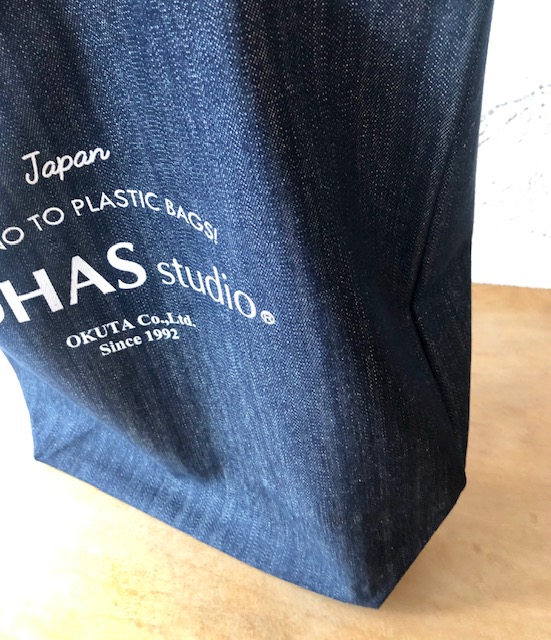 Japan
TO PLASTIC BAGS!
HAS studio®
OKUTA Co.,Ltd.
Since 1992